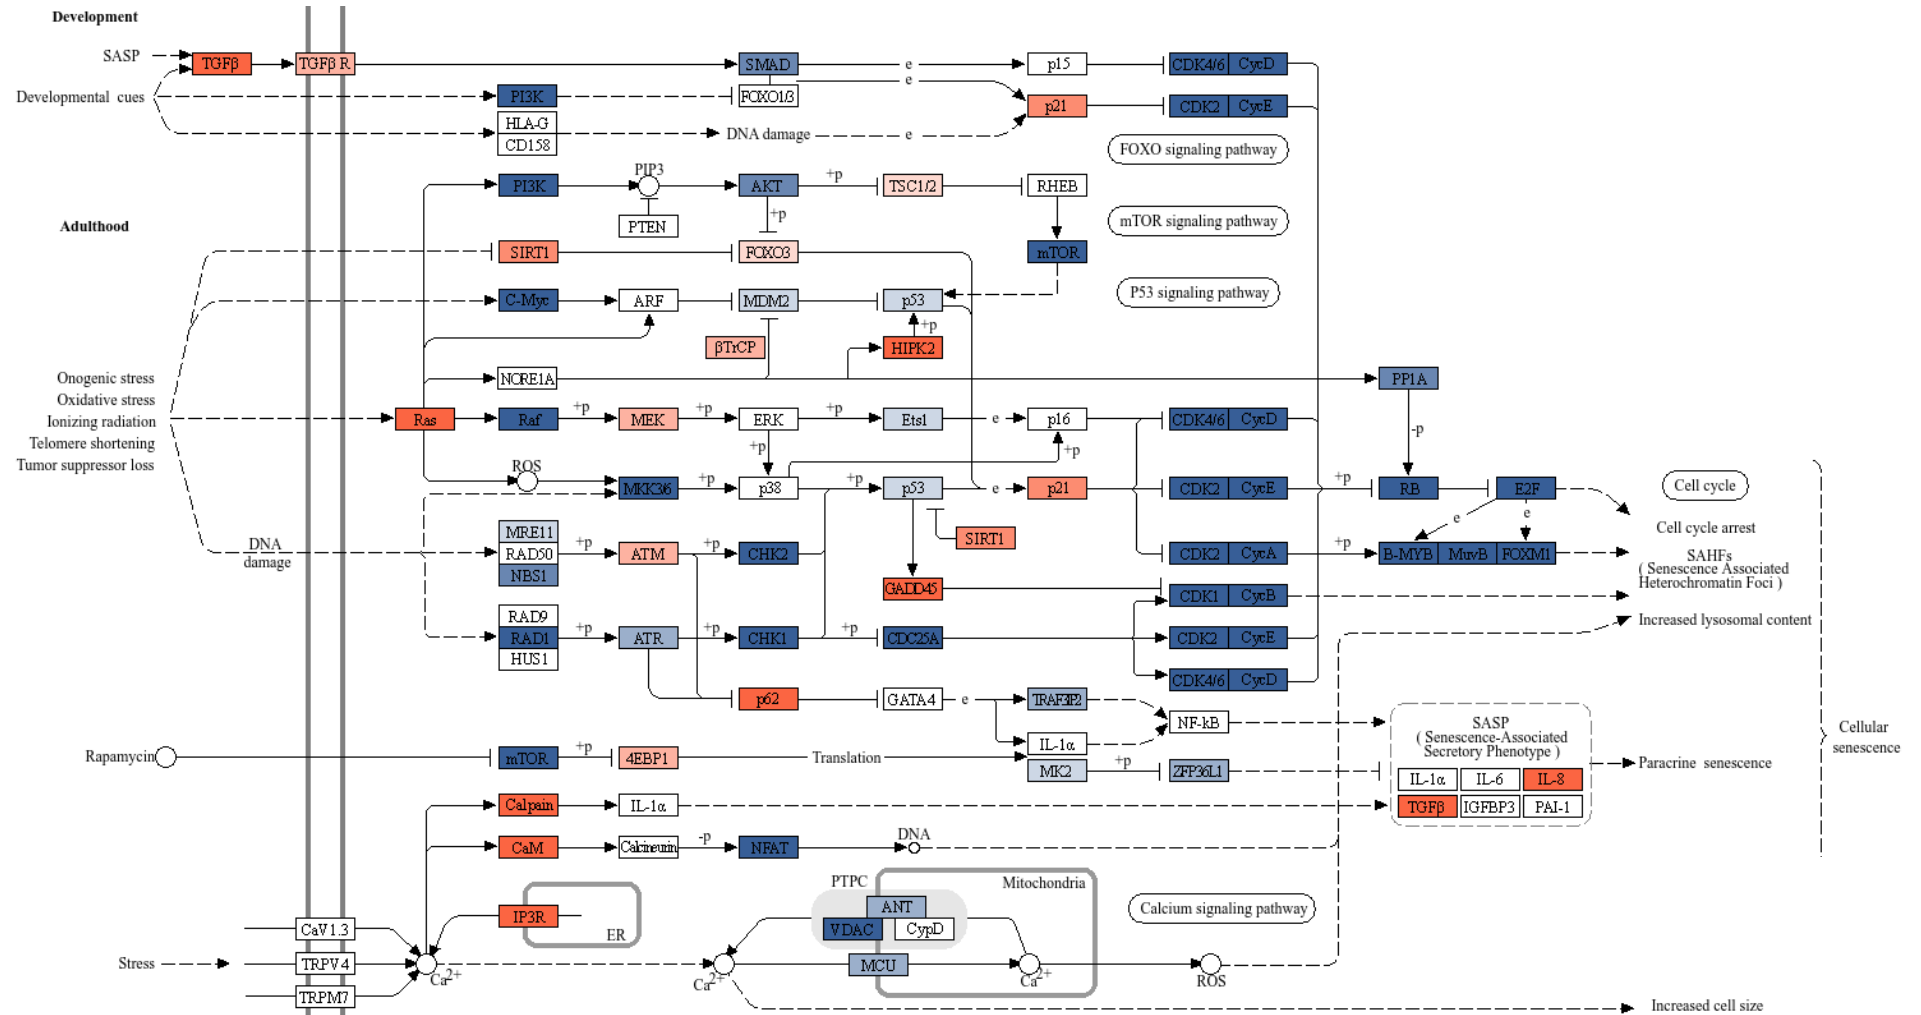 Development
SASP
TGFβ
TGFβ R
SMAD
e
p15
CDK4/6
CycD
e
Developmental cues
PI3K
FOXO1/3
p21
CDK2
CycE
HLA-G
CD158
DNA damage
e
FOXO signaling pathway
PIP3
PI3K
AKT
+p
TSC1/2
RHEB
PTEN
+p
mTOR signaling pathway
Adulthood
SIRT1
FOXO3
mTOR
C-Myc
ARF
MDM2
p53
P53 signaling pathway
+p
βTrCP
HIPK2
Onogenic stress
Oxidative stress
Ionizing radiation
Telomere shortening
Tumor suppressor loss
NORE1A
PP1A
Ras
Raf
+p
MEK
+p
ERK
+p
Ets1
e
p16
CDK4/6
CycD
-p
+p
+p
ROS
MKK3/6
+p
p38
+p
p53
e
p21
CDK2
CycE
+p
RB
E2F
Cell cycle
e
e
Cell cycle arrest
DNA
damage
MRE11
RAD50
NBS1
+p
ATM
+p
CHK2
SIRT1
CDK2
CycA
+p
B-MYB
MuvB
FOXM1
SAHFs
( Senescence Associated
Heterochromatin Foci )
GADD45
CDK1
CycB
RAD9
RAD1
HUS1
+p
ATR
+p
CHK1
+p
CDC25A
CDK2
CycE
Increased lysosomal content
CDK4/6
CycD
p62
GATA4
e
TRAF3IP2
NF-kB
IL-1α
SASP
( Senescence-Associated
Secretory Phenotype )
Cellular
senescence
Rapamycin
mTOR
+p
4EBP1
Translation
MK2
+p
ZFP36L1
Paracrine senescence
IL-1α
IL-6
IL-8
TGFβ
IGFBP3
PAI-1
Calpain
IL-1α
CaM
Calcineurin
-p
NFAT
DNA
PTPC
Mitochondria
ANT
VDAC
CypD
Calcium signaling pathway
IP3R
ER
CaV1.3
Stress
TRPV4
Ca2+
Ca2+
MCU
Ca2+
ROS
TRPM7
Increased cell size